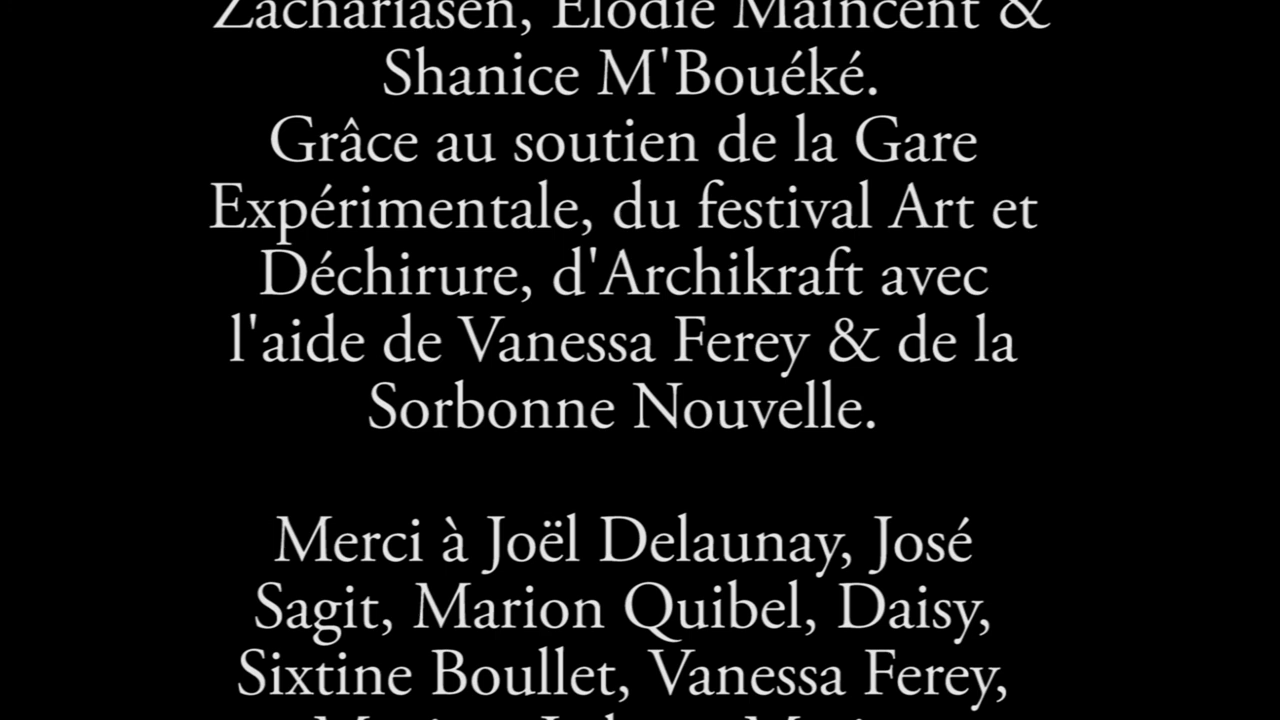 Zachariasen, Elodie Maincent &
Shanice M'Bouéké.
Grâce au soutien de la Gare
Expérimentale, du festival Art et
Déchirure, d'Archikraft avec
l'aide de Vanessa Ferey & de la
Sorbonne Nouvelle.
Merci à Joël Delaunay, José
Sagit, Marion Quibel, Daisy,
Sixtine Boullet, Vanessa Ferey,